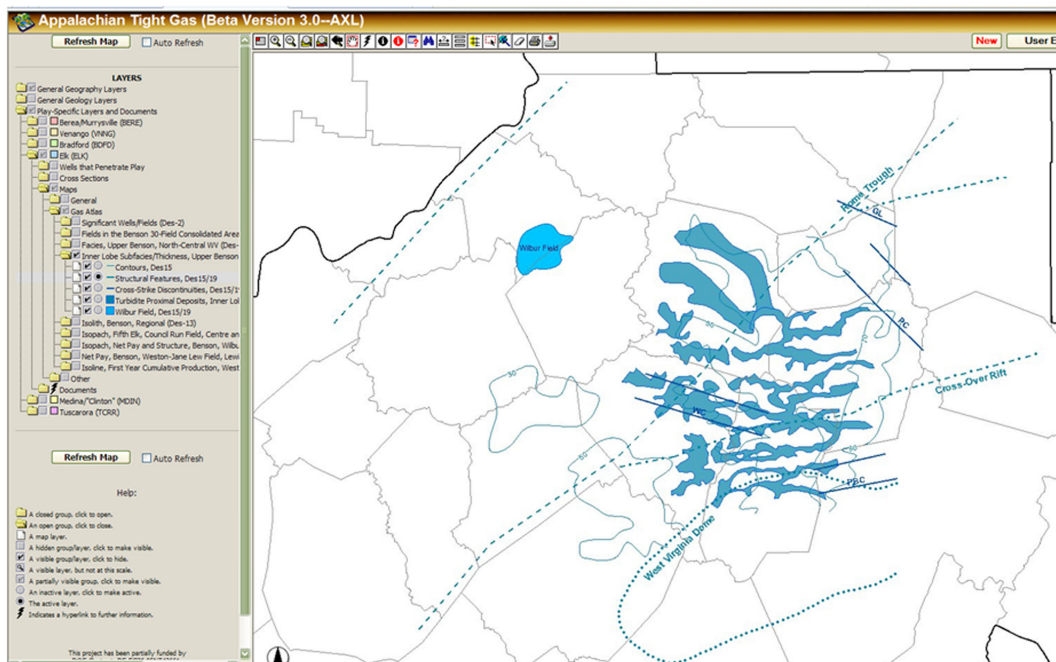 Appalachian Tight Gas (Beta Version 3.0--AXL)
Refresh Map
Auto Refresh
New
User E
LAYERS
General Geography Layers
General Geology Layers
Play-Specific Layers and Documents
Berea/Murrysville (BERE)
Venango (VNNG)
Bradford (BDFD)
Elk (ELK)
Wells that Penetrate Play
Cross Sections
Maps
General
Gas Atlas
Significant Wells/Fields (Des-2)
Fields in the Benson 30-Field Consolidated Area
Facies, Upper Benson, North-Central WV (Des-
Inner Lobe Subfacies/Thickness, Upper Benson
Contours, Des15
Structural Features, Des15/19
Cross-Strike Discontinuities, Des15/1
Turbidite Proximal Deposits, Inner Lo
Wilbur Field, Des15/19
Isolith, Benson, Regional (Des-13)
Isopach, Fifth Elk, Council Run Field, Centre an
Isopach, Net Pay and Structure, Benson, Wilbu
Net Pay, Benson, Weston-Jane Lew Field, Lewi
Isoline, First Year Cumulative Production, West
Other
Documents
Medina/"Clinton" (MDIN)
Tuscarora (TCRR)
Refresh Map
Auto Refresh
Help:
A closed group, click to open.
An open group, click to close.
A map layer.
A hidden group/layer, click to make visible.
A visible group/layer, click to hide.
A visible layer, but not at this scale.
A partially visible group, click to make visible.
An inactive layer, click to make active.
The active layer.
Indicates a hyperlink to further information.
This project has been partially funded by
Rome Trough
GL
Wilbur Field
RC
50
50
Cross-Over Rift
WC
50
PBC
West Virginia Dome